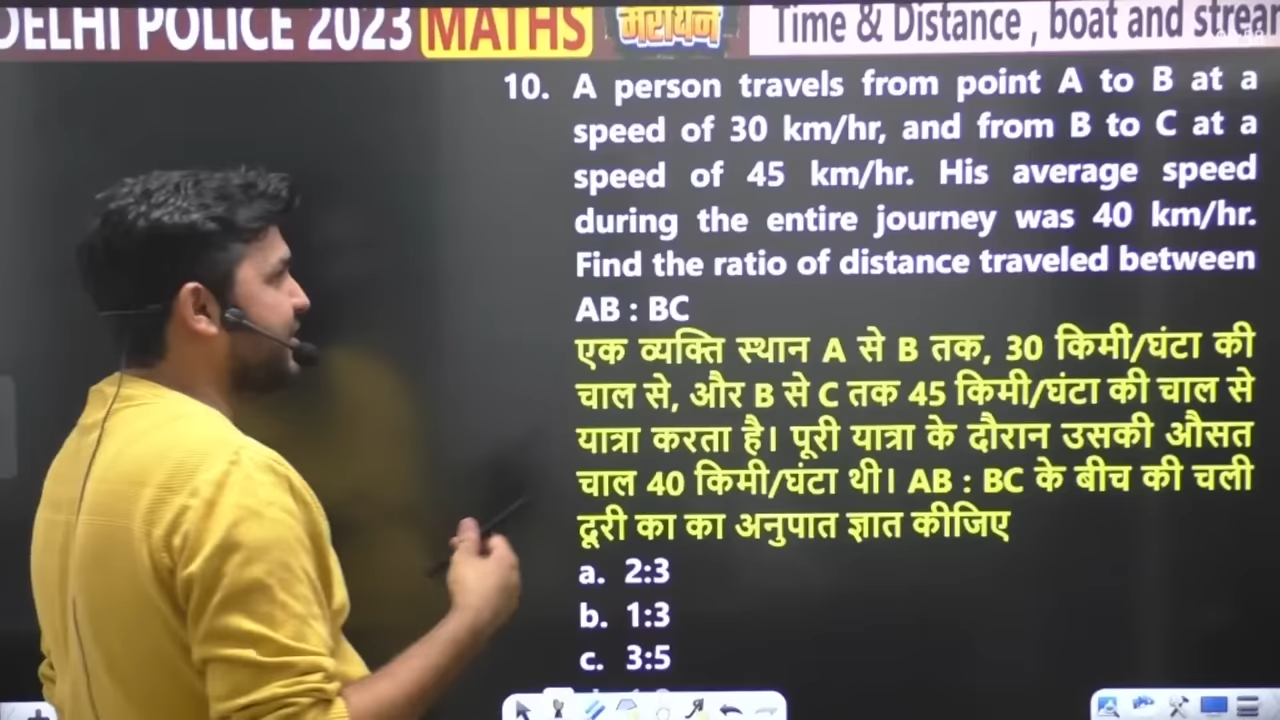 DELHI POLICE 2023 MATHS मैराथन Time & Distance , boat and strea
10. A person travels from point A to B at a
speed of 30 km/hr, and from B to C at a
speed of 45 km/hr. His average speed
during the entire journey was 40 km/hr.
Find the ratio of distance traveled between
AB : BC
एक व्यक्ति स्थान A से B तक, 30 किमी/घंटा की
चाल से, और B से C तक 45 किमी/घंटा की चाल से
यात्रा करता है। पूरी यात्रा के दौरान उसकी औसत
चाल 40 किमी/घंटा थी। AB : BC के बीच की चली
दूरी का का अनुपात ज्ञात कीजिए
a. 2:3
b. 1:3
c. 3:5